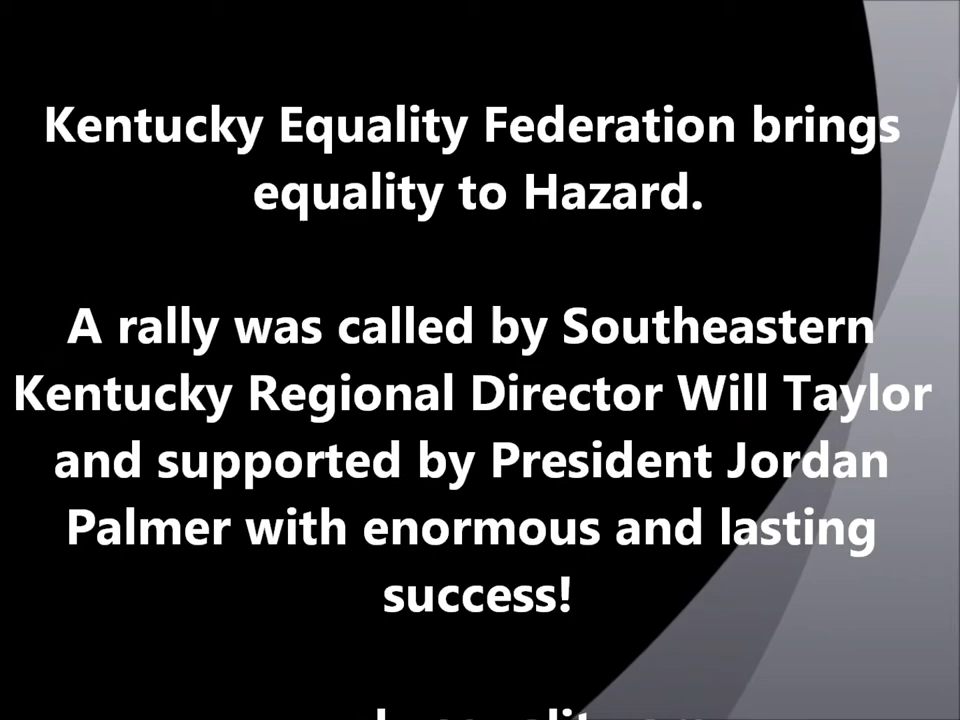 Kentucky Equality Federation brings
equality to Hazard.
A rally was called by Southeastern
Kentucky Regional Director Will Taylor
and supported by President Jordan
Palmer with enormous and lasting
success!